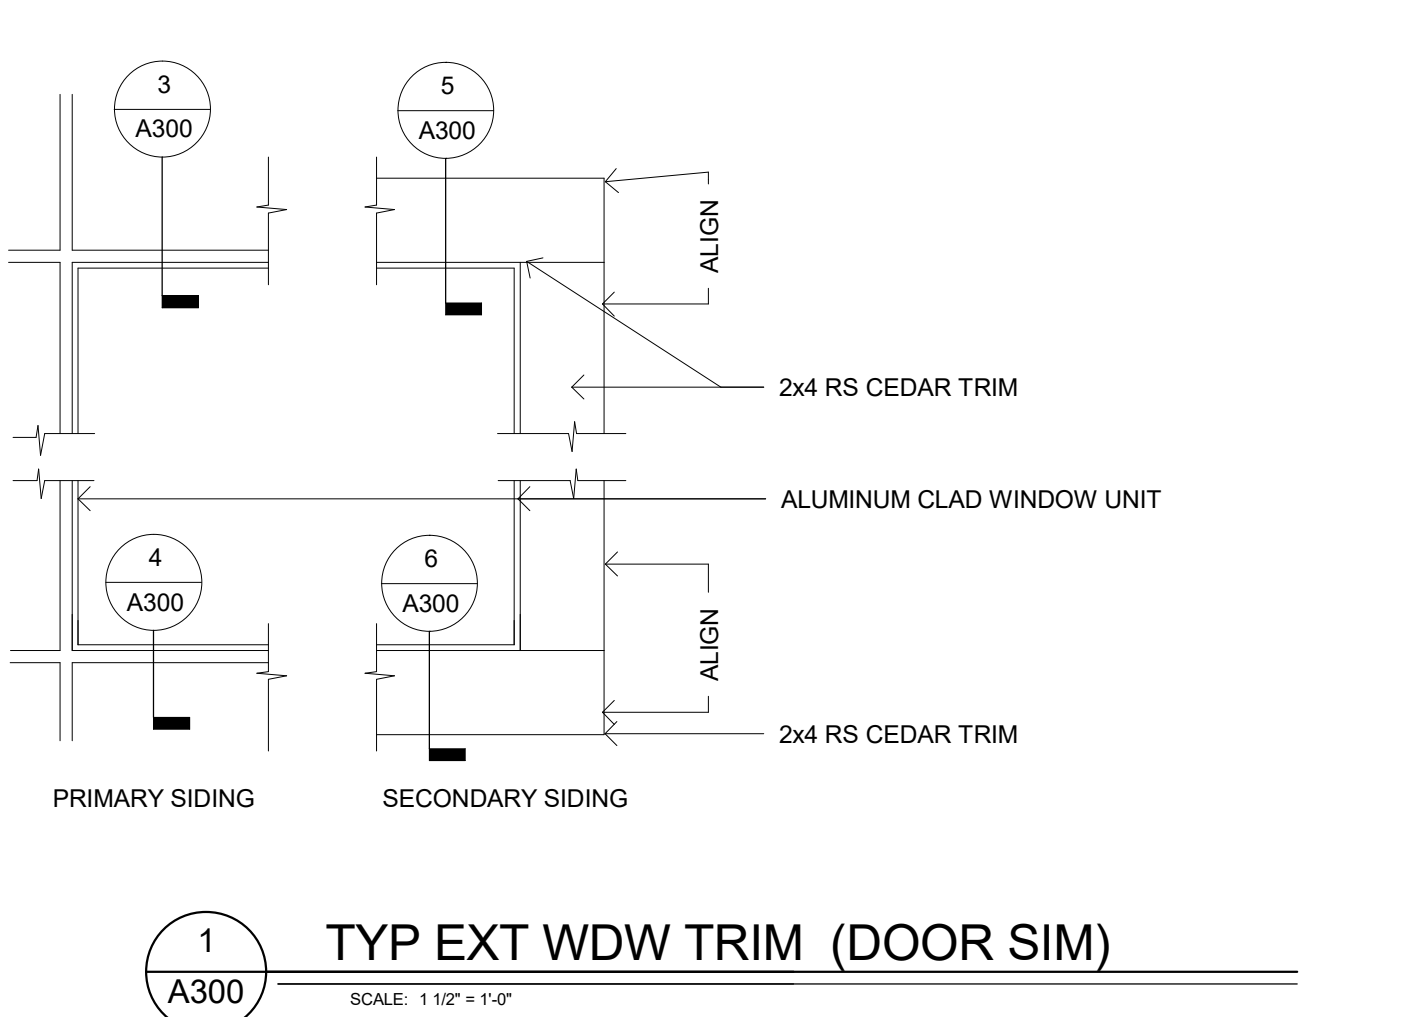 3
A300
5
A300
ALIGN
2x4 RS CEDAR TRIM
ALUMINUM CLAD WINDOW UNIT
4
A300
6
A300
ALIGN
2x4 RS CEDAR TRIM
PRIMARY SIDING
SECONDARY SIDING
1
A300
TYP EXT WDW TRIM (DOOR SIM)
SCALE: 1 1/2" = 1'-0"